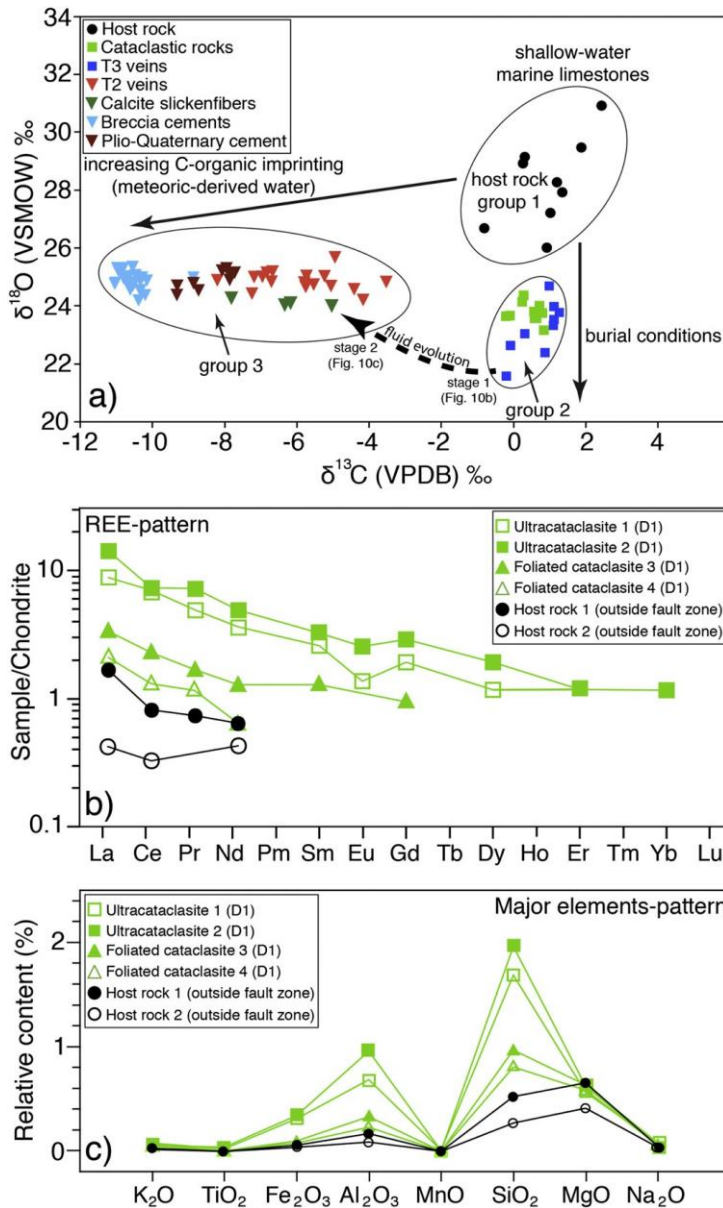 34
32
30
28
26
24
22
20
δ18O (VSMOW) ‰
Host rock
Cataclastic rocks
T3 veins
T2 veins
Calcite slickenfibers
Breccia cements
Plio-Quaternary cement
increasing C-organic imprinting
(meteoric-derived water)
shallow-water
marine limestones
host rock
group 1
group 3
stage 2
(Fig. 10c)
fluid evolution
stage 1
(Fig. 10b)
group 2
burial conditions
a)
-12 -10 -8 -6 -4 -2 0 2 4
δ13C (VPDB) ‰
REE-pattern
Ultracataclasite 1 (D1)
Ultracataclasite 2 (D1)
Foliated cataclasite 3 (D1)
Foliated cataclasite 4 (D1)
Host rock 1 (outside fault zone)
Host rock 2 (outside fault zone)
10
1
0.1
Sample/Chondrite
b)
La Ce Pr Nd Pm Sm Eu Gd Tb Dy Ho Er Tm Yb Lu
Ultracataclasite 1 (D1)
Ultracataclasite 2 (D1)
Foliated cataclasite 3 (D1)
Foliated cataclasite 4 (D1)
Host rock 1 (outside fault zone)
Host rock 2 (outside fault zone)
Major elements-pattern
2
1
0
Relative content (%)
c)
K2O TiO2 Fe2O3 Al2O3 MnO SiO2 MgO Na2O